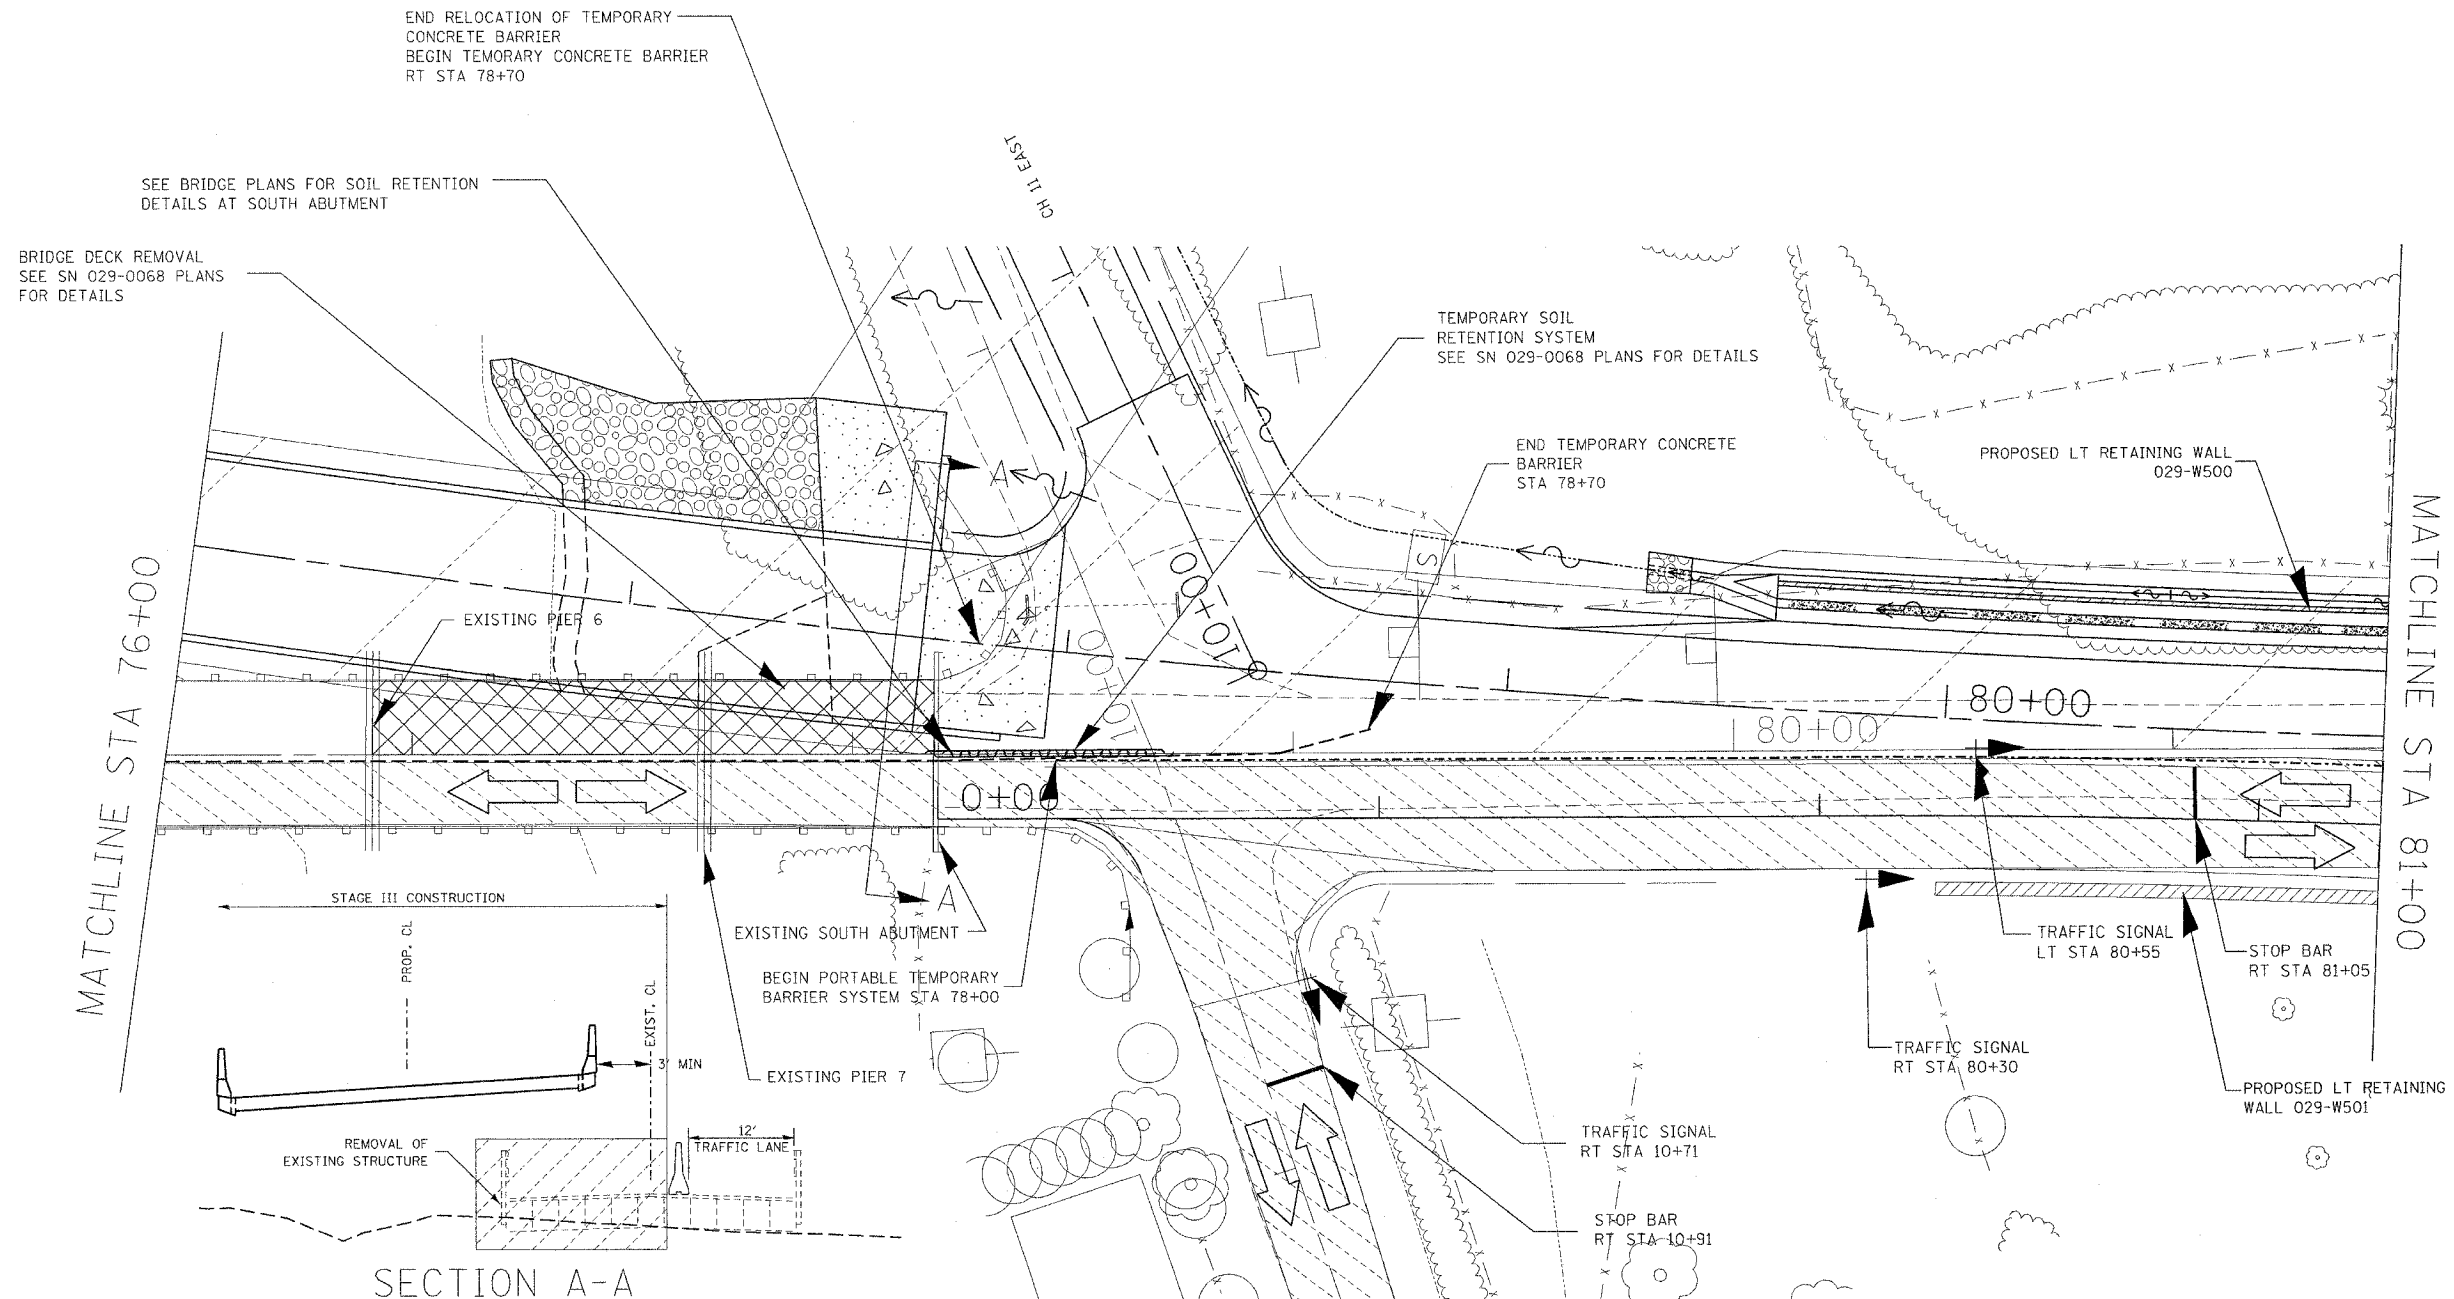 END RELOCATION OF TEMPORARY
CONCRETE BARRIER
BEGIN TEMORARY CONCRETE BARRIER
RT STA 78+70
SEE BRIDGE PLANS FOR SOIL RETENTION
DETAILS AT SOUTH ABUTMENT
BRIDGE DECK REMOVAL
SEE SN 029-0068 PLANS
FOR DETAILS
CH 11 EAST
TEMPORARY SOIL
RETENTION SYSTEM
SEE SN 029-0068 PLANS FOR DETAILS
END TEMPORARY CONCRETE
BARRIER
STA 78+70
PROPOSED LT RETAINING WALL
029-W500
MATCHLINE STA 76+00
MATCHLINE STA 81+00
A
S
10+00
10+00
EXISTING PIER 6
80+00
80+00
0+00
A
EXISTING SOUTH ABUTMENT
BEGIN PORTABLE TEMPORARY
BARRIER SYSTEM STA 78+00
EXISTING PIER 7
TRAFFIC SIGNAL
LT STA 80+55
STOP BAR
RT STA 81+05
TRAFFIC SIGNAL
RT STA 80+30
PROPOSED LT RETAINING
WALL 029-W501
TRAFFIC SIGNAL
RT STA 10+71
STOP BAR
RT STA 10+91
STAGE III CONSTRUCTION
PROP. CL
EXIST. CL
3' MIN
12'
TRAFFIC LANE
REMOVAL OF
EXISTING STRUCTURE
SECTION A-A